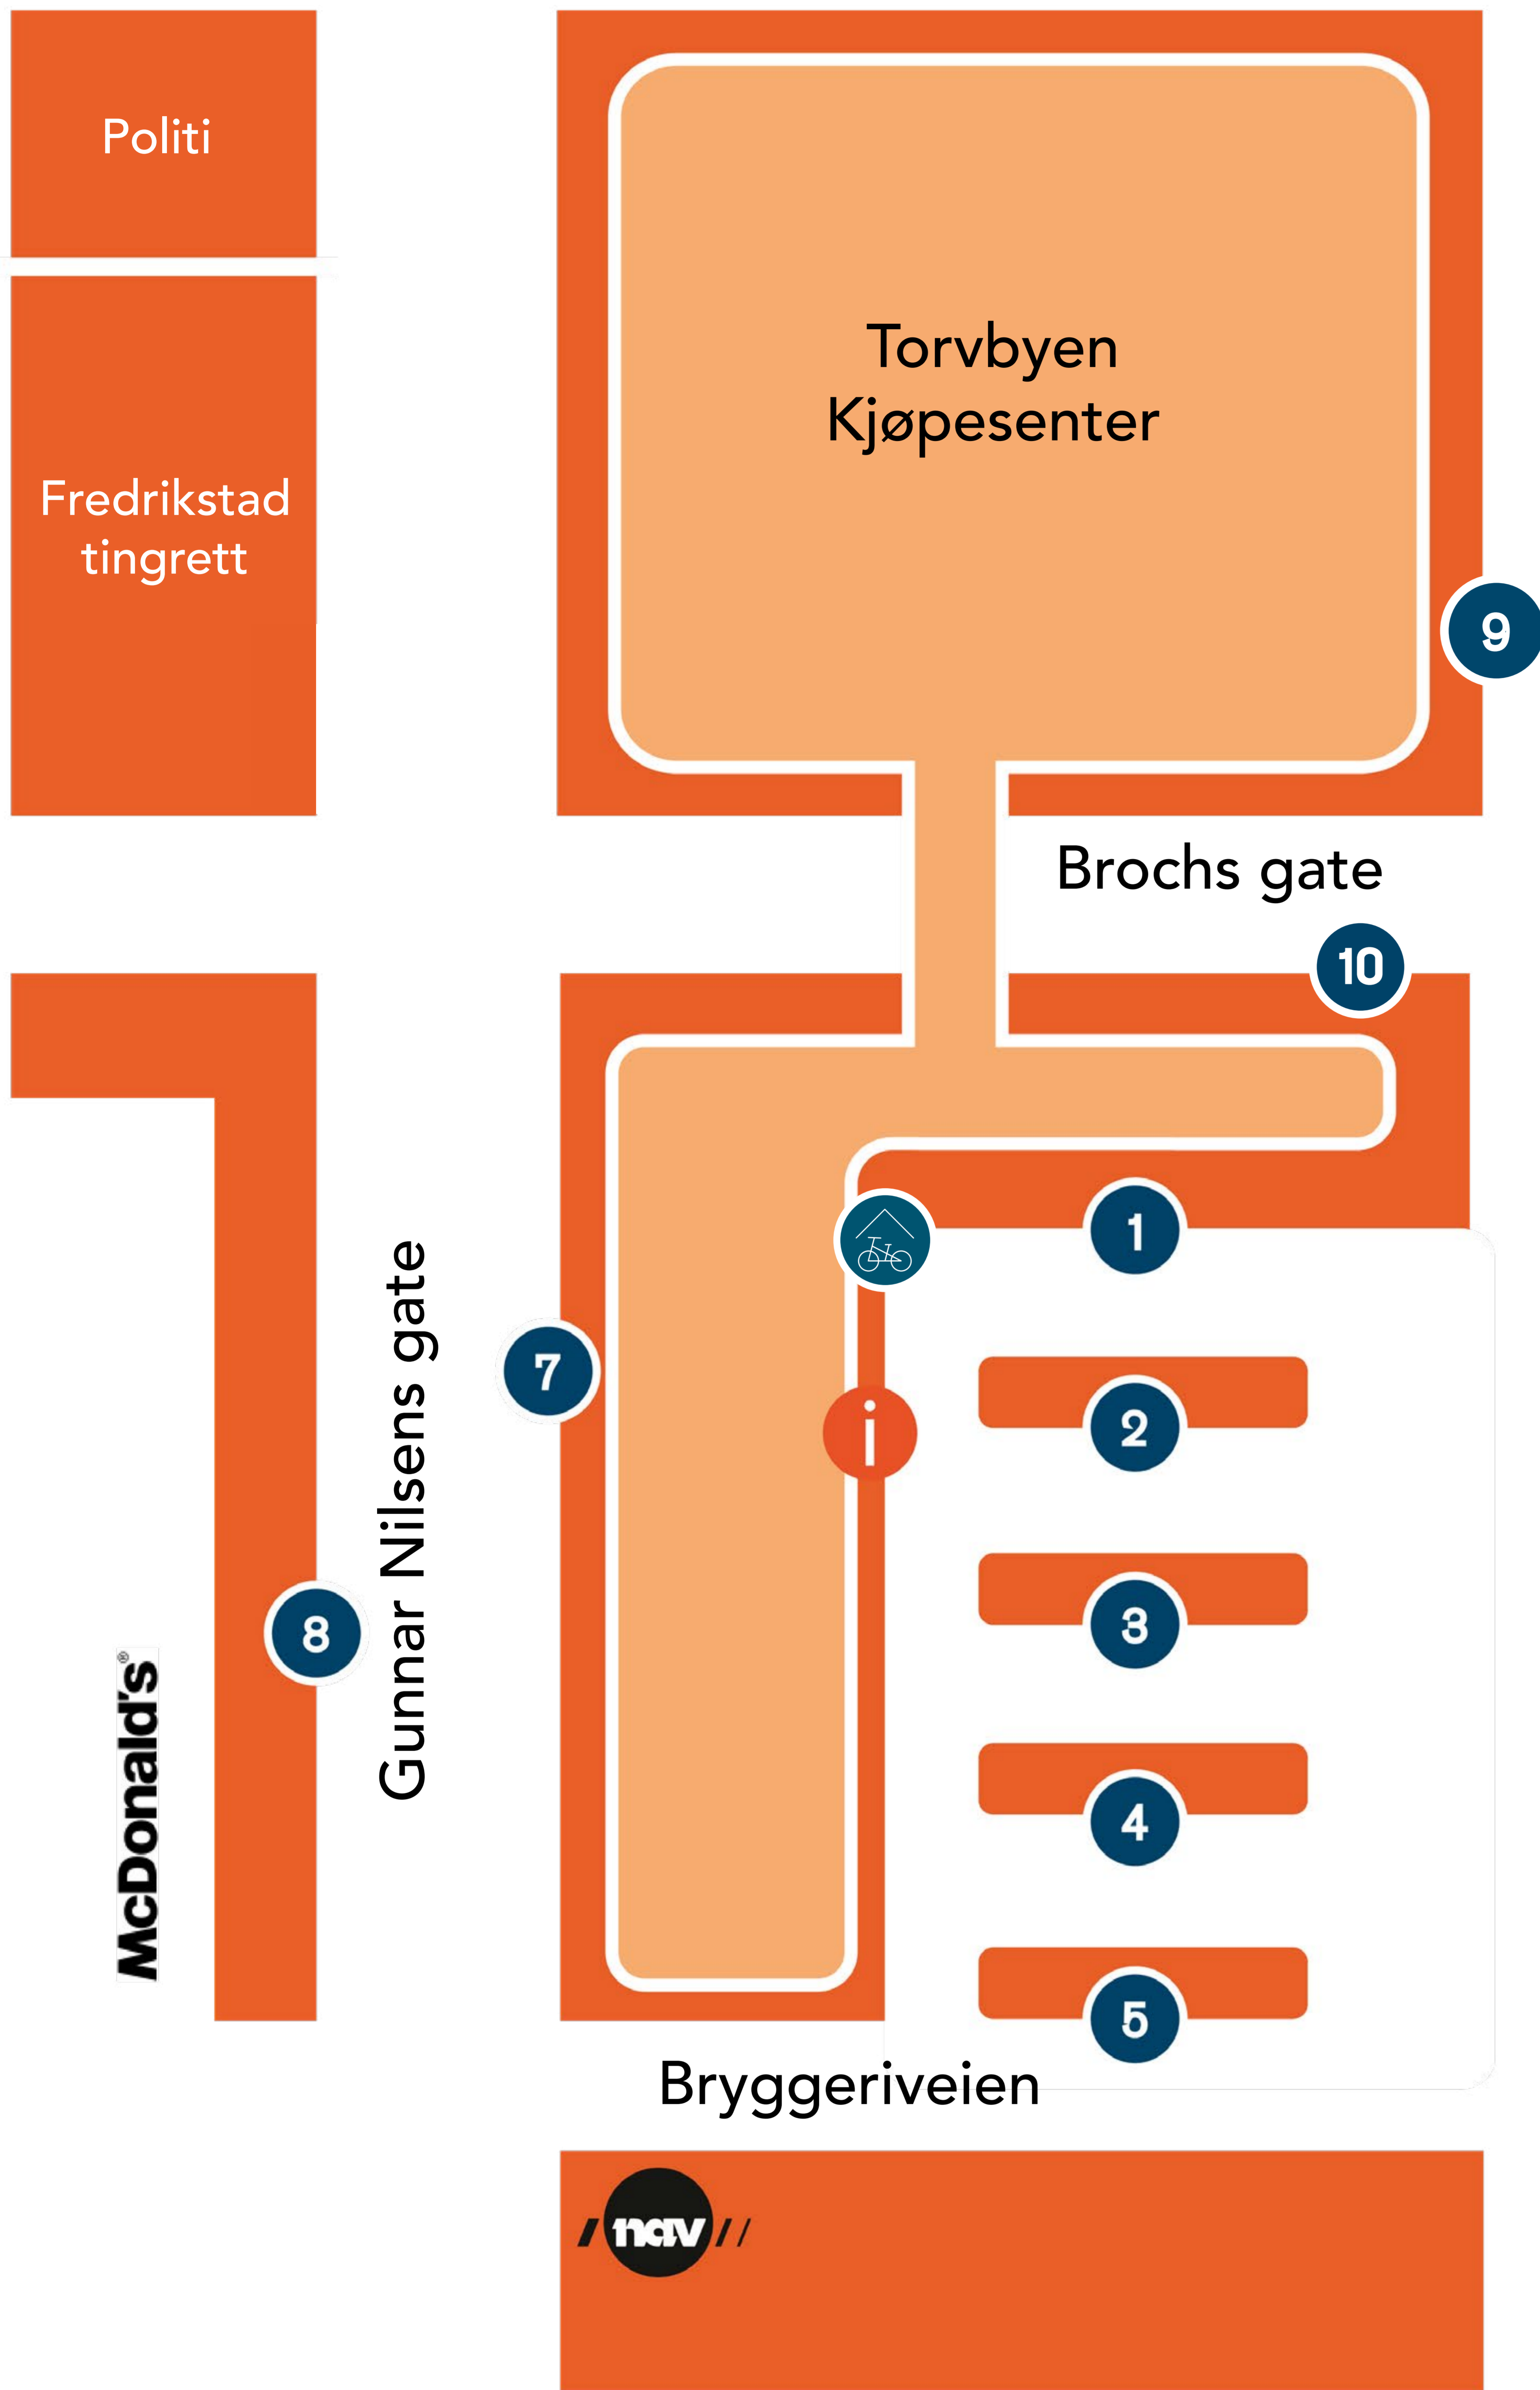 Politi
Torvbyen
Kjøpesenter
Fredrikstad
tingrett
9
Brochs gate
10
1
7
Gunnar Nilsens gate
i
2
8
3
McDonald's®
4
5
Bryggeriveien
nav